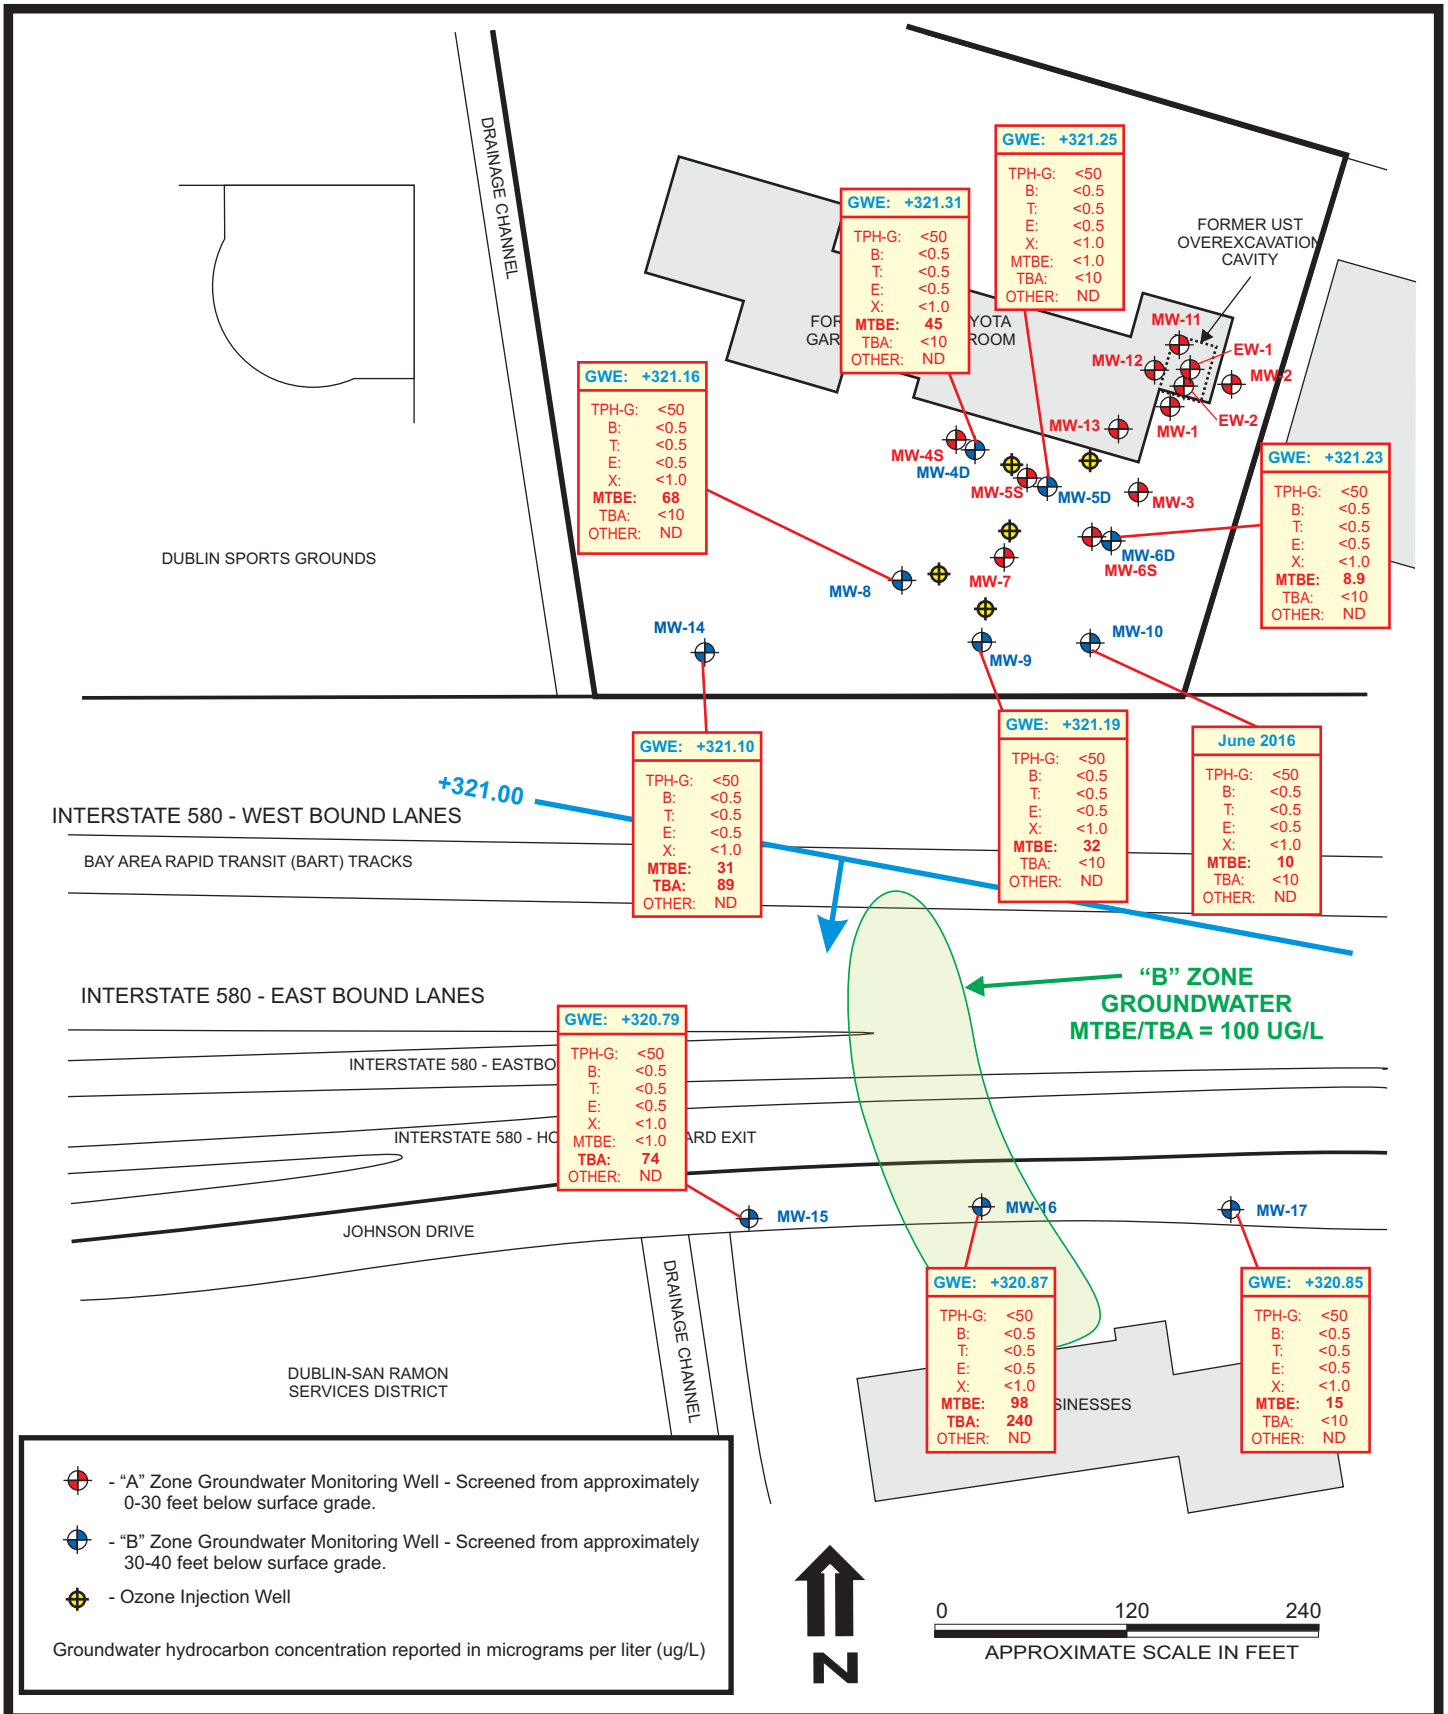 DRAINAGE CHANNEL
GWE: +321.25
TPH-G: <50
B: <0.5
T: <0.5
E: <0.5
X: <1.0
MTBE: <1.0
TBA: <10
OTHER: ND
GWE: +321.31
TPH-G: <50
B: <0.5
T: <0.5
E: <0.5
X: <1.0
MTBE: 45
TBA: <10
OTHER: ND
FORMER UST
OVEREXCAVATION
CAVITY
FOR YOTA
GAR ROOM
MW-11
MW-12
EW-1
MW-2
EW-2
MW-1
MW-13
GWE: +321.16
TPH-G: <50
B: <0.5
T: <0.5
E: <0.5
X: <1.0
MTBE: 68
TBA: <10
OTHER: ND
MW-4S
MW-4D
MW-5S
MW-5D
MW-3
GWE: +321.23
TPH-G: <50
B: <0.5
T: <0.5
E: <0.5
X: <1.0
MTBE: 8.9
TBA: <10
OTHER: ND
MW-6D
MW-6S
MW-7
MW-8
DUBLIN SPORTS GROUNDS
MW-14
MW-9
MW-10
GWE: +321.10
TPH-G: <50
B: <0.5
T: <0.5
E: <0.5
X: <1.0
MTBE: 31
TBA: 89
OTHER: ND
GWE: +321.19
TPH-G: <50
B: <0.5
T: <0.5
E: <0.5
X: <1.0
MTBE: 32
TBA: <10
OTHER: ND
June 2016
TPH-G: <50
B: <0.5
T: <0.5
E: <0.5
X: <1.0
MTBE: 10
TBA: <10
OTHER: ND
+321.00
INTERSTATE 580 - WEST BOUND LANES
BAY AREA RAPID TRANSIT (BART) TRACKS
INTERSTATE 580 - EAST BOUND LANES
"B" ZONE
GROUNDWATER
MTBE/TBA = 100 UG/L
GWE: +320.79
TPH-G: <50
B: <0.5
T: <0.5
E: <0.5
X: <1.0
MTBE: <1.0
TBA: 74
OTHER: ND
INTERSTATE 580 - EASTBO
INTERSTATE 580 - HO ARD EXIT
MW-15
MW-16
MW-17
JOHNSON DRIVE
DRAINAGE CHANNEL
GWE: +320.87
TPH-G: <50
B: <0.5
T: <0.5
E: <0.5
X: <1.0
MTBE: 98
TBA: 240
OTHER: ND
GWE: +320.85
TPH-G: <50
B: <0.5
T: <0.5
E: <0.5
X: <1.0
MTBE: 15
TBA: <10
OTHER: ND
SINESSES
DUBLIN-SAN RAMON
SERVICES DISTRICT
- "A" Zone Groundwater Monitoring Well - Screened from approximately
0-30 feet below surface grade.
- "B" Zone Groundwater Monitoring Well - Screened from approximately
30-40 feet below surface grade.
- Ozone Injection Well
Groundwater hydrocarbon concentration reported in micrograms per liter (ug/L)
N
0 120 240
APPROXIMATE SCALE IN FEET